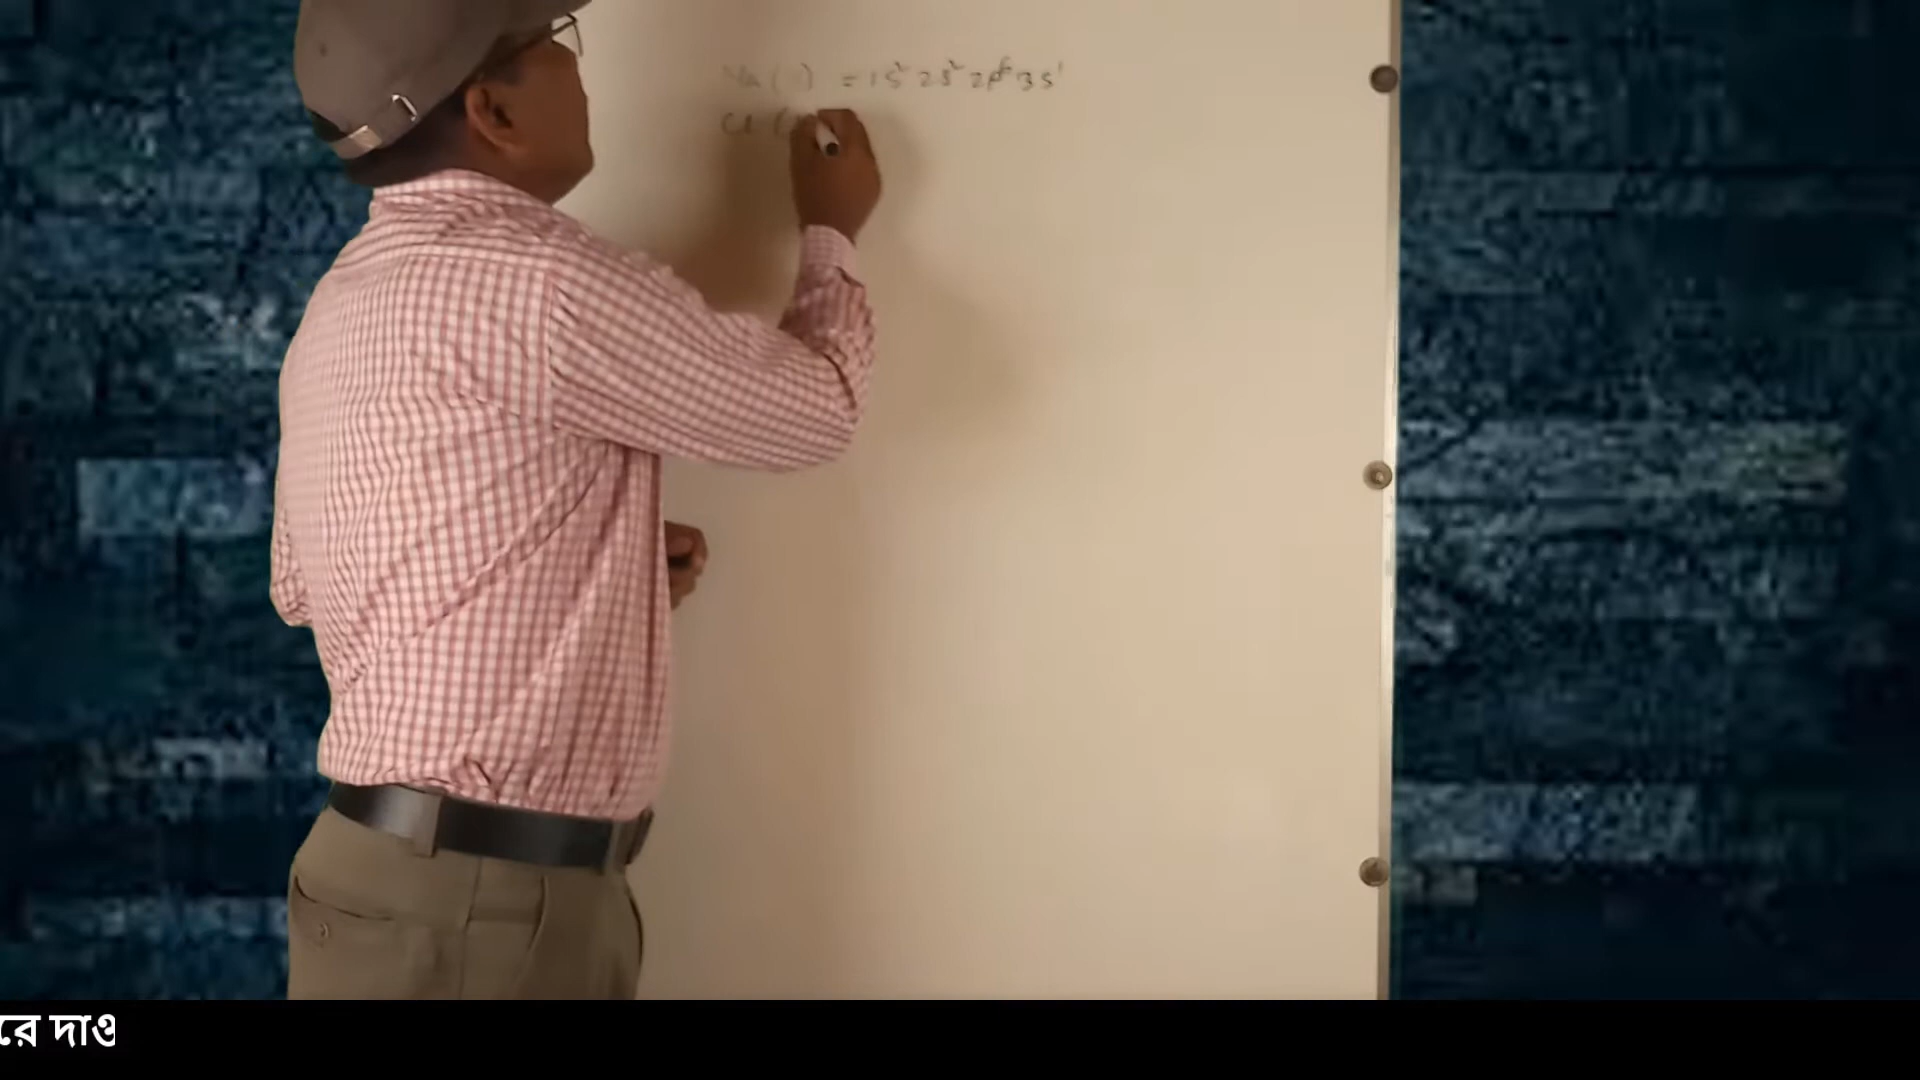 Na ( ) = 1s² 2s² 2p⁶ 3s¹
Cl (
রে দাও